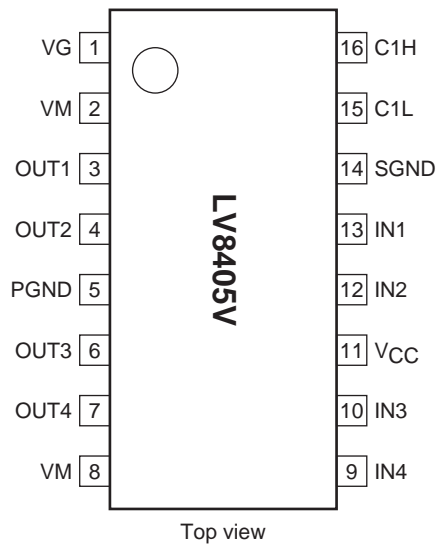 VG 1 16 C1H
VM 2 15 C1L
OUT1 3 14 SGND
OUT2 4 13 IN1
PGND 5 12 IN2
OUT3 6 11 VCC
OUT4 7 10 IN3
VM 8 9 IN4
LV8405V
Top view